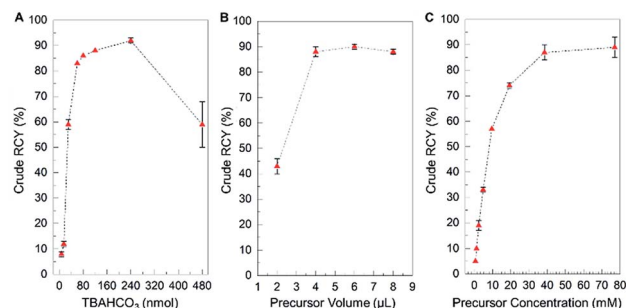 A
Crude RCY (%)
100
90
80
70
60
50
40
30
20
10
0
0 80 160 240 320 400 480
TBAHCO3 (nmol)
B
Crude RCY (%)
100
90
80
70
60
50
40
30
20
10
0
1 2 3 4 5 6 7 8 9
Precursor Volume (µL)
C
Crude RCY (%)
100
90
80
70
60
50
40
30
20
10
0
0 10 20 30 40 50 60 70 80
Precursor Concentration (mM)